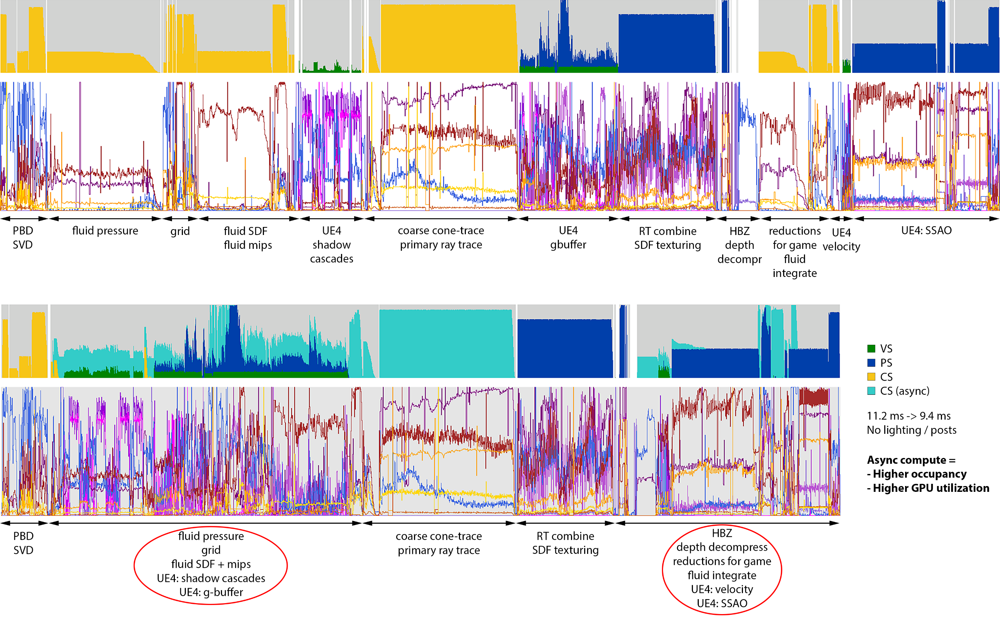 PBD
SVD
fluid pressure
grid
fluid SDF
fluid mips
UE4
shadow
cascades
coarse cone-trace
primary ray trace
UE4
gbuffer
RT combine
SDF texturing
HBZ
depth
decompr
reductions
for game
fluid
integrate
UE4
velocity
UE4: SSAO
VS
PS
CS
CS (async)
11.2 ms -> 9.4 ms
No lighting / posts
Async compute =
- Higher occupancy
- Higher GPU utilization
PBD
SVD
fluid pressure
grid
fluid SDF + mips
UE4: shadow cascades
UE4: g-buffer
coarse cone-trace
primary ray trace
RT combine
SDF texturing
HBZ
depth decompress
reductions for game
fluid integrate
UE4: velocity
UE4: SSAO